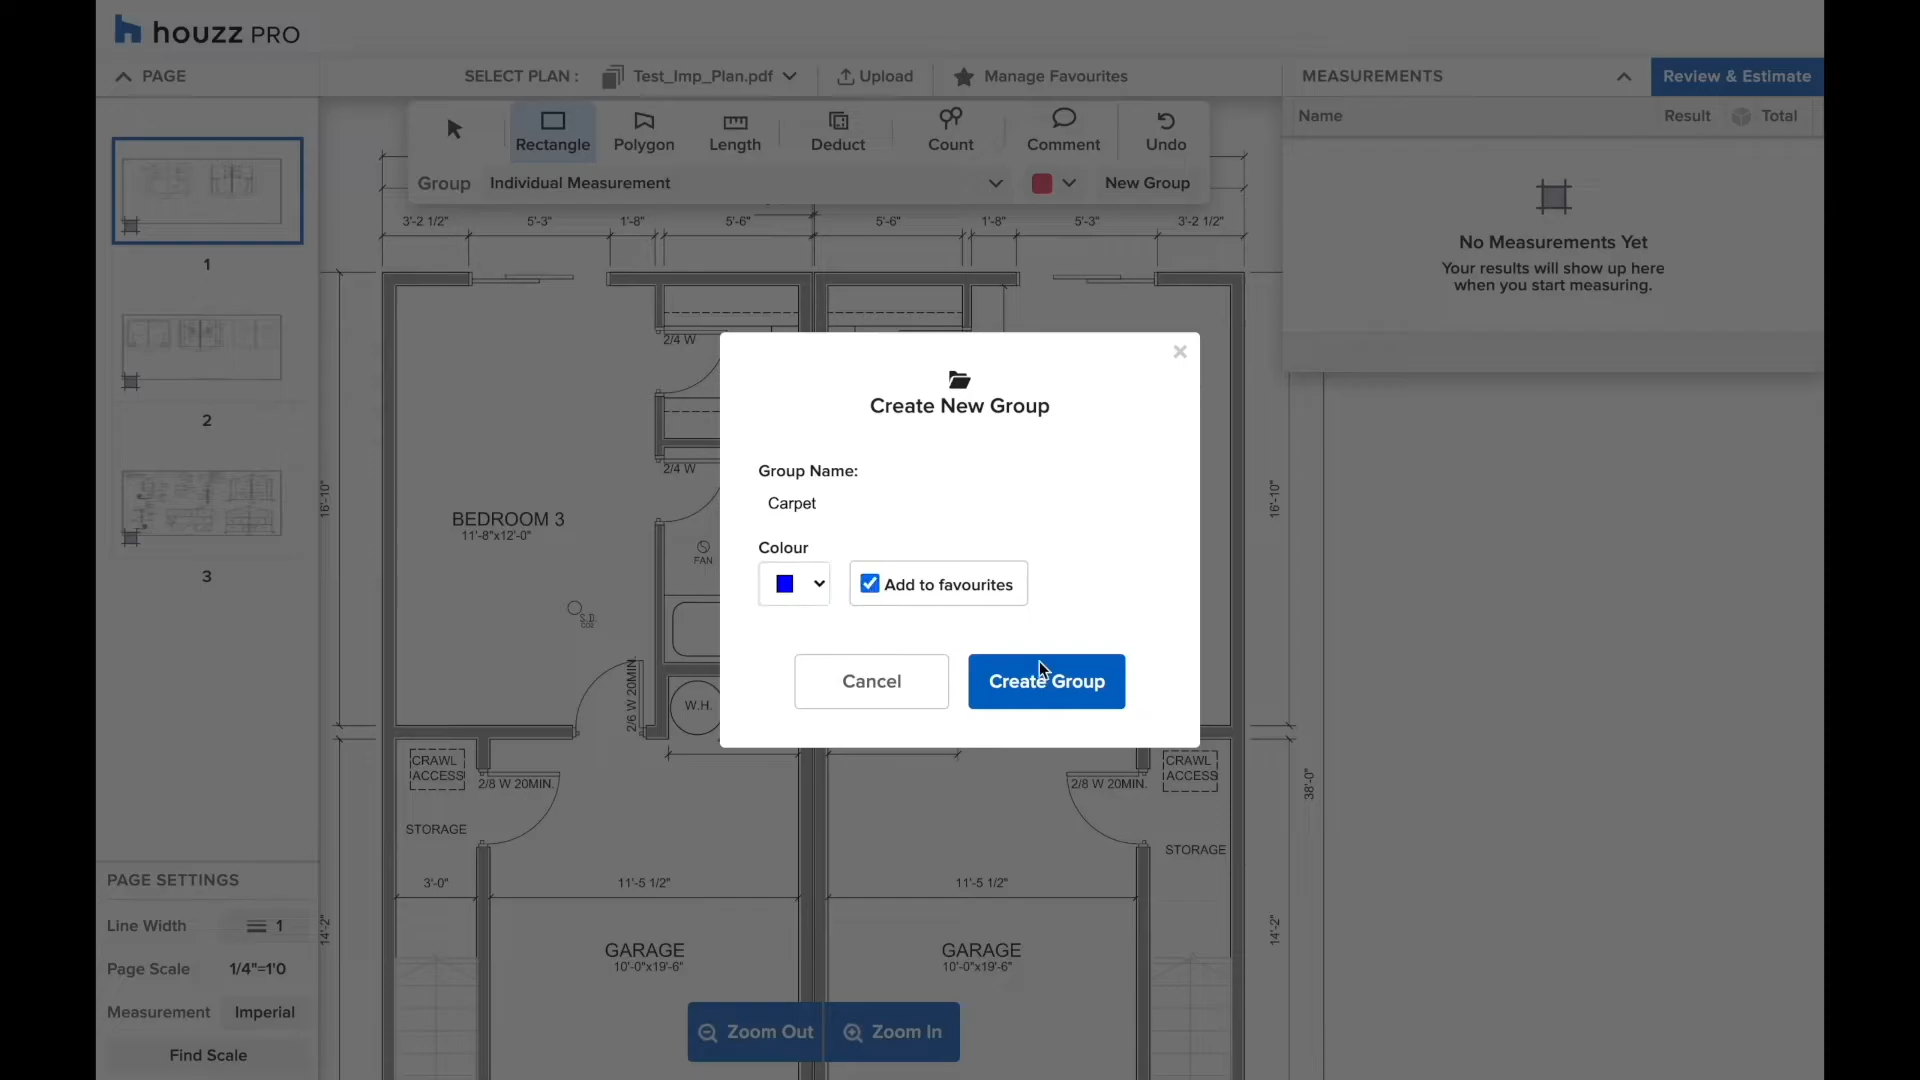 houzz PRO
PAGE
SELECT PLAN :
Test_Imp_Plan.pdf
Upload
Manage Favourites
MEASUREMENTS
Review & Estimate
Rectangle
Polygon
Length
Deduct
Count
Comment
Undo
Name
Result
Total
Group
Individual Measurement
New Group
3'-2 1/2"
5'-3"
1'-8"
5'-6"
5'-6"
1'-8"
5'-3"
3'-2 1/2"
No Measurements Yet
Your results will show up here
when you start measuring.
1
2
3
2/4 W
2/4 W
16'-10"
BEDROOM 3
11'-8"x12'-0"
FAN
S.D.
2/6 W 20MIN.
W.H.
16'-10"
Create New Group
Group Name:
Carpet
Colour
Add to favourites
Cancel
Create Group
CRAWL
ACCESS
2/8 W 20MIN.
STORAGE
2/8 W 20MIN.
CRAWL
ACCESS
STORAGE
38'-0"
3'-0"
11'-5 1/2"
11'-5 1/2"
14'-2"
14'-2"
GARAGE
10'-0"x19'-6"
GARAGE
10'-0"x19'-6"
PAGE SETTINGS
Line Width
1
Page Scale
1/4"=1'0
Measurement
Imperial
Find Scale
Zoom Out
Zoom In